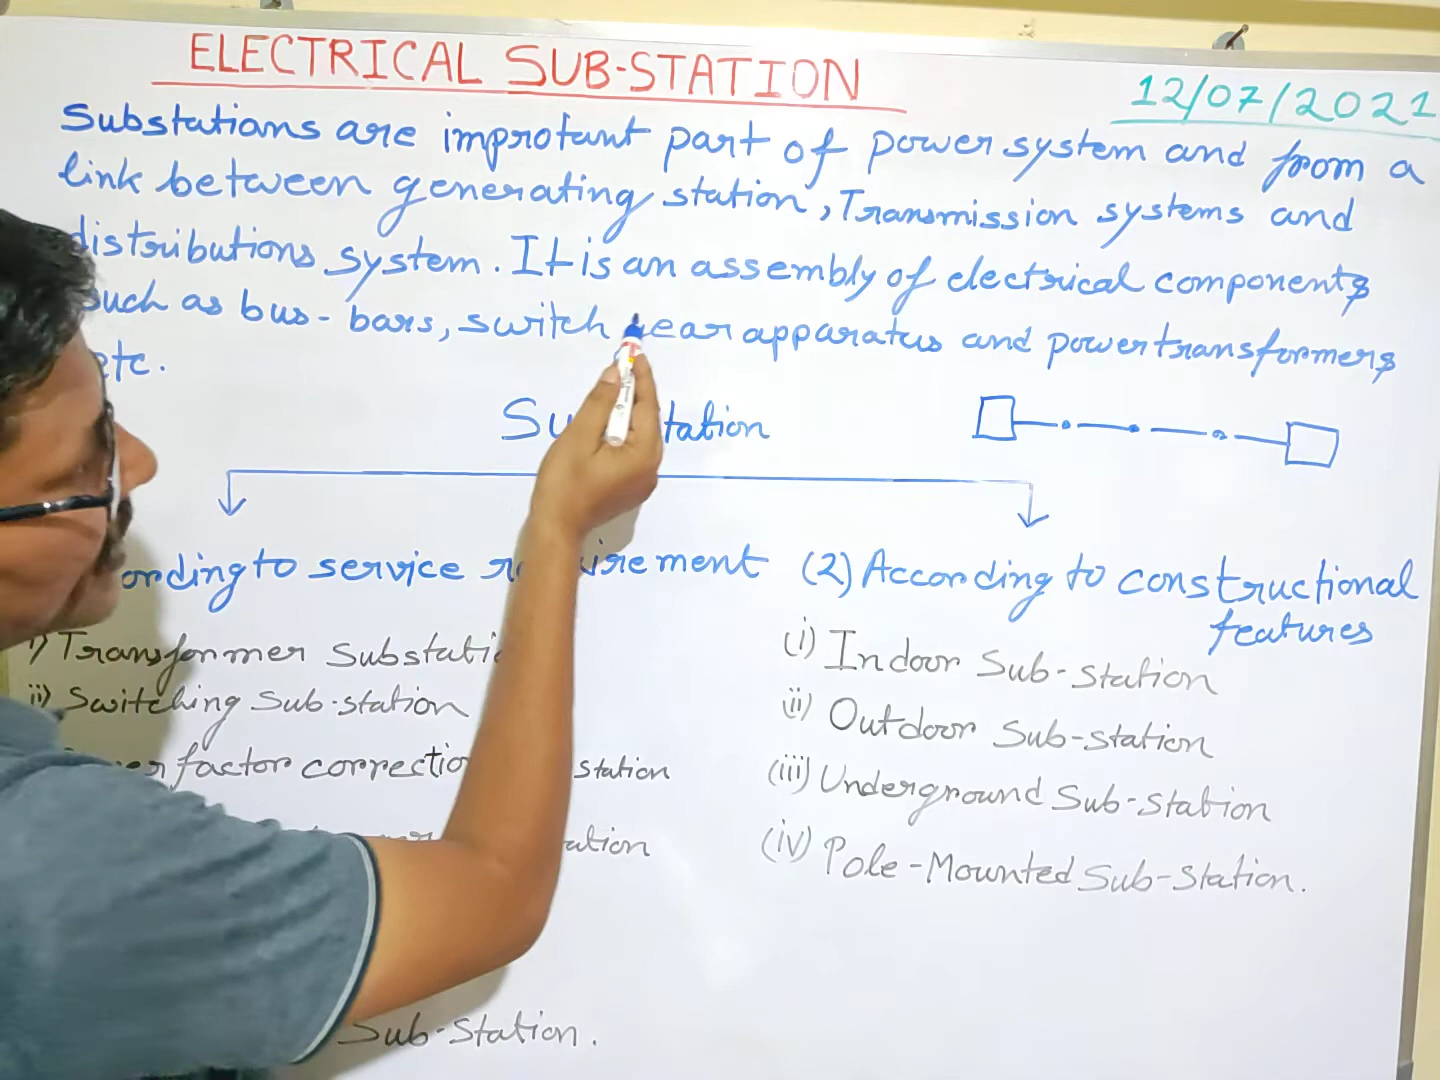 ELECTRICAL SUB-STATION
12/07/2021
Substations are improtant part of power system and from a
link between generating station, Transmission systems and
distributions system. It is an assembly of electrical components
such as bus-bars, switch gear apparatus and power transformers
etc.
tation
ording to service requirement
(2) According to constructional
features
i) Transformer Substati
ii) Switching Sub-station
er factor correctio station
ation
Sub-Station.
(i) Indoor Sub-Station
(ii) Outdoor Sub-station
(iii) Underground Sub-Station
(iv) Pole-Mounted Sub-Station.